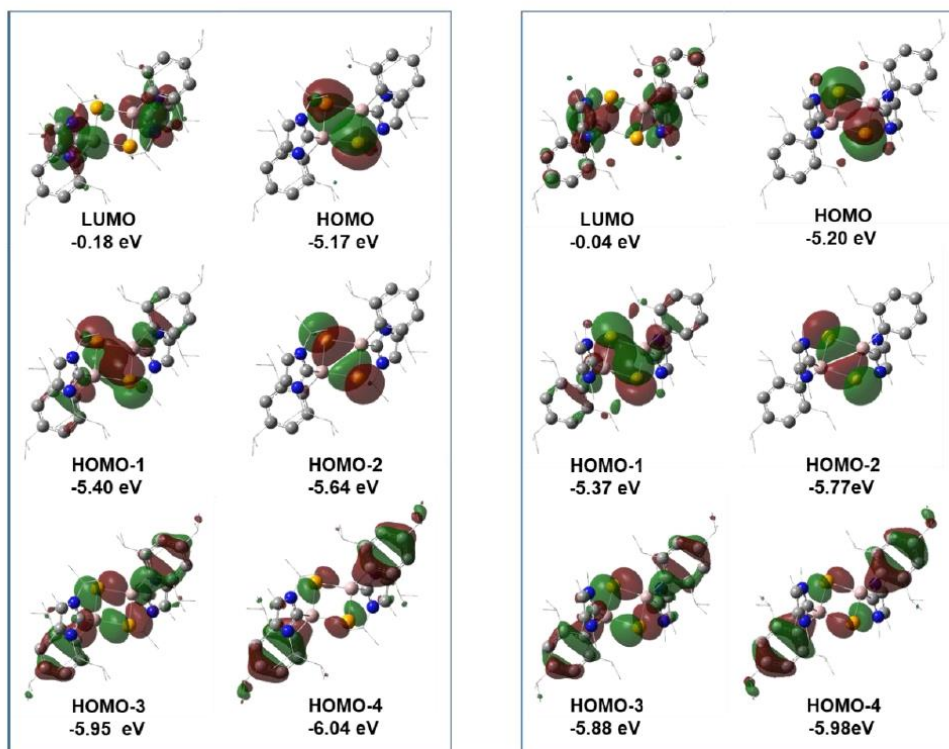 LUMO
-0.18 eV
HOMO
-5.17 eV
HOMO-1
-5.40 eV
HOMO-2
-5.64 eV
HOMO-3
-5.95 eV
HOMO-4
-6.04 eV
LUMO
-0.04 eV
HOMO
-5.20 eV
HOMO-1
-5.37 eV
HOMO-2
-5.77eV
HOMO-3
-5.88 eV
HOMO-4
-5.98eV